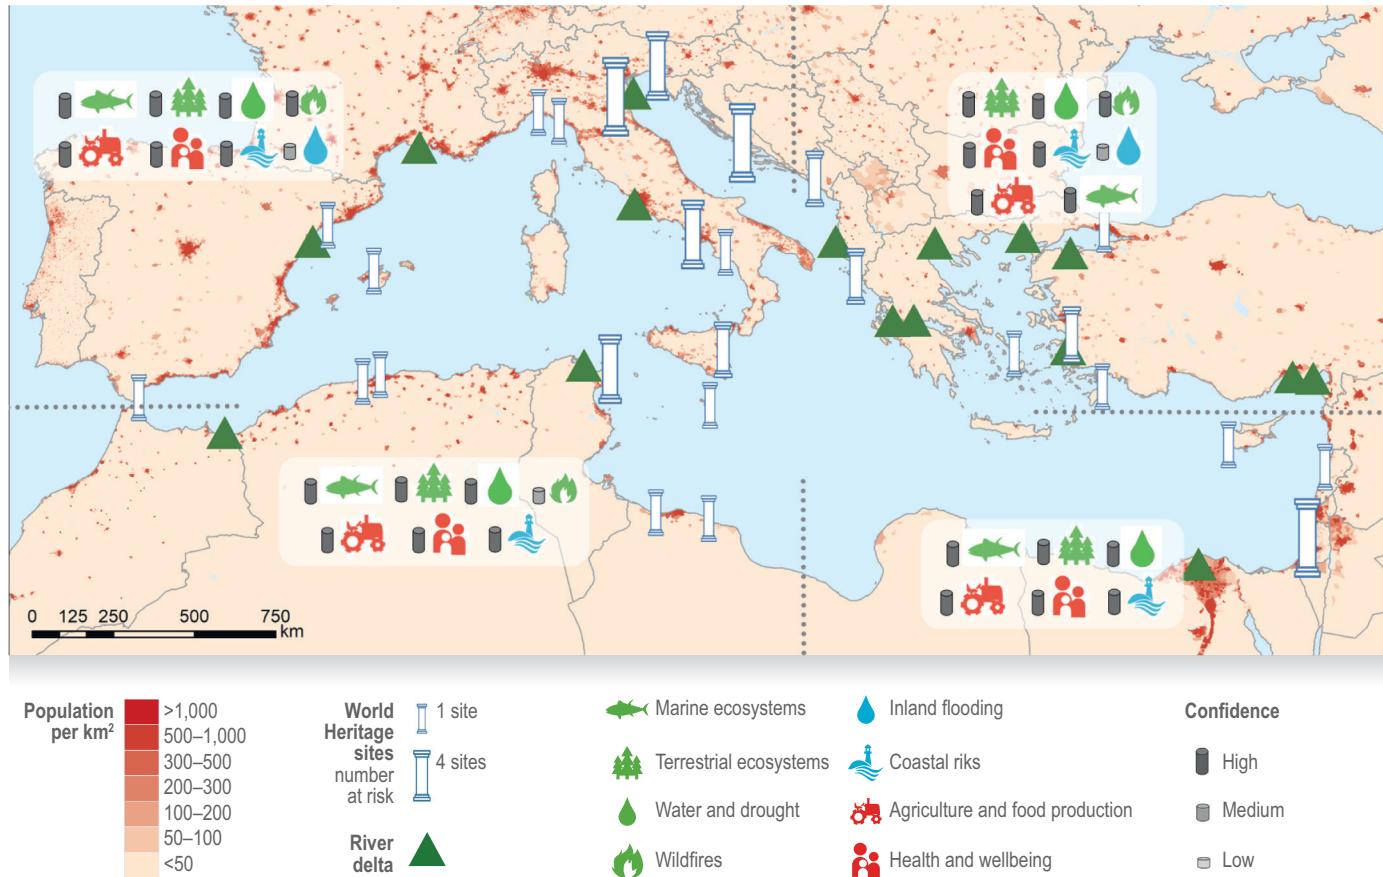 0 125 250 500 750
km
Population
per km²
>1,000
500–1,000
300–500
200–300
100–200
50–100
<50
World
Heritage
sites
number
at risk
1 site
4 sites
River
delta
Marine ecosystems
Terrestrial ecosystems
Water and drought
Wildfires
Inland flooding
Coastal riks
Agriculture and food production
Health and wellbeing
Confidence
High
Medium
Low